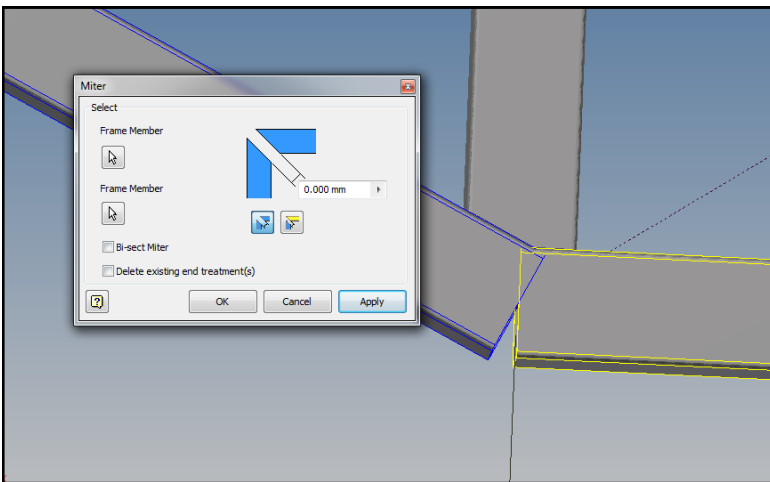 Miter
Select
Frame Member
Frame Member
0.000 mm
Bi-sect Miter
Delete existing end treatment(s)
?
OK
Cancel
Apply